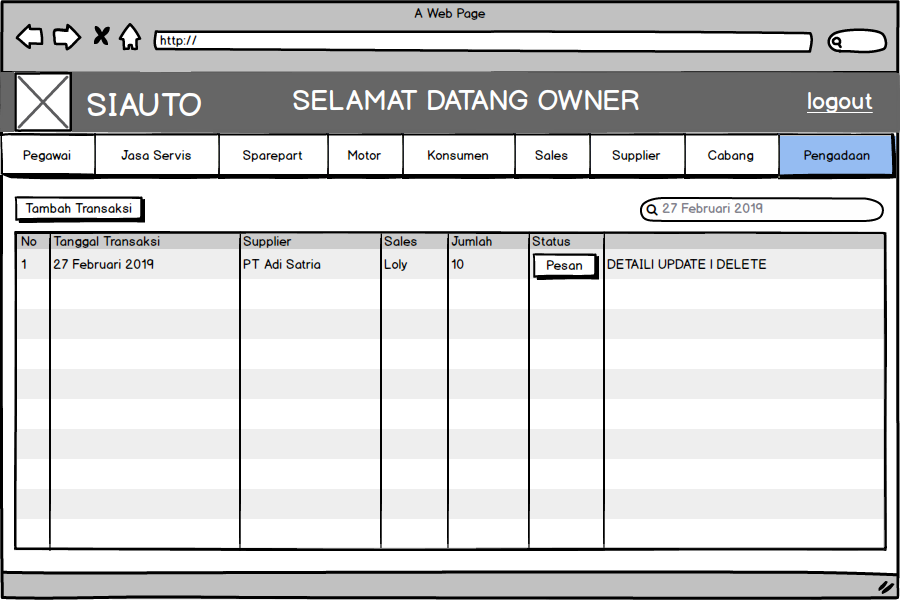 A Web Page
http://
SIAUTO
SELAMAT DATANG OWNER
logout
Pegawai Jasa Servis Sparepart Motor Konsumen Sales Supplier Cabang Pengadaan
Tambah Transaksi
27 Februari 2019
No Tanggal Transaksi Supplier Sales Jumlah Status
1 27 Februari 2019 PT Adi Satria Loly 10 Pesan DETAIL| UPDATE | DELETE